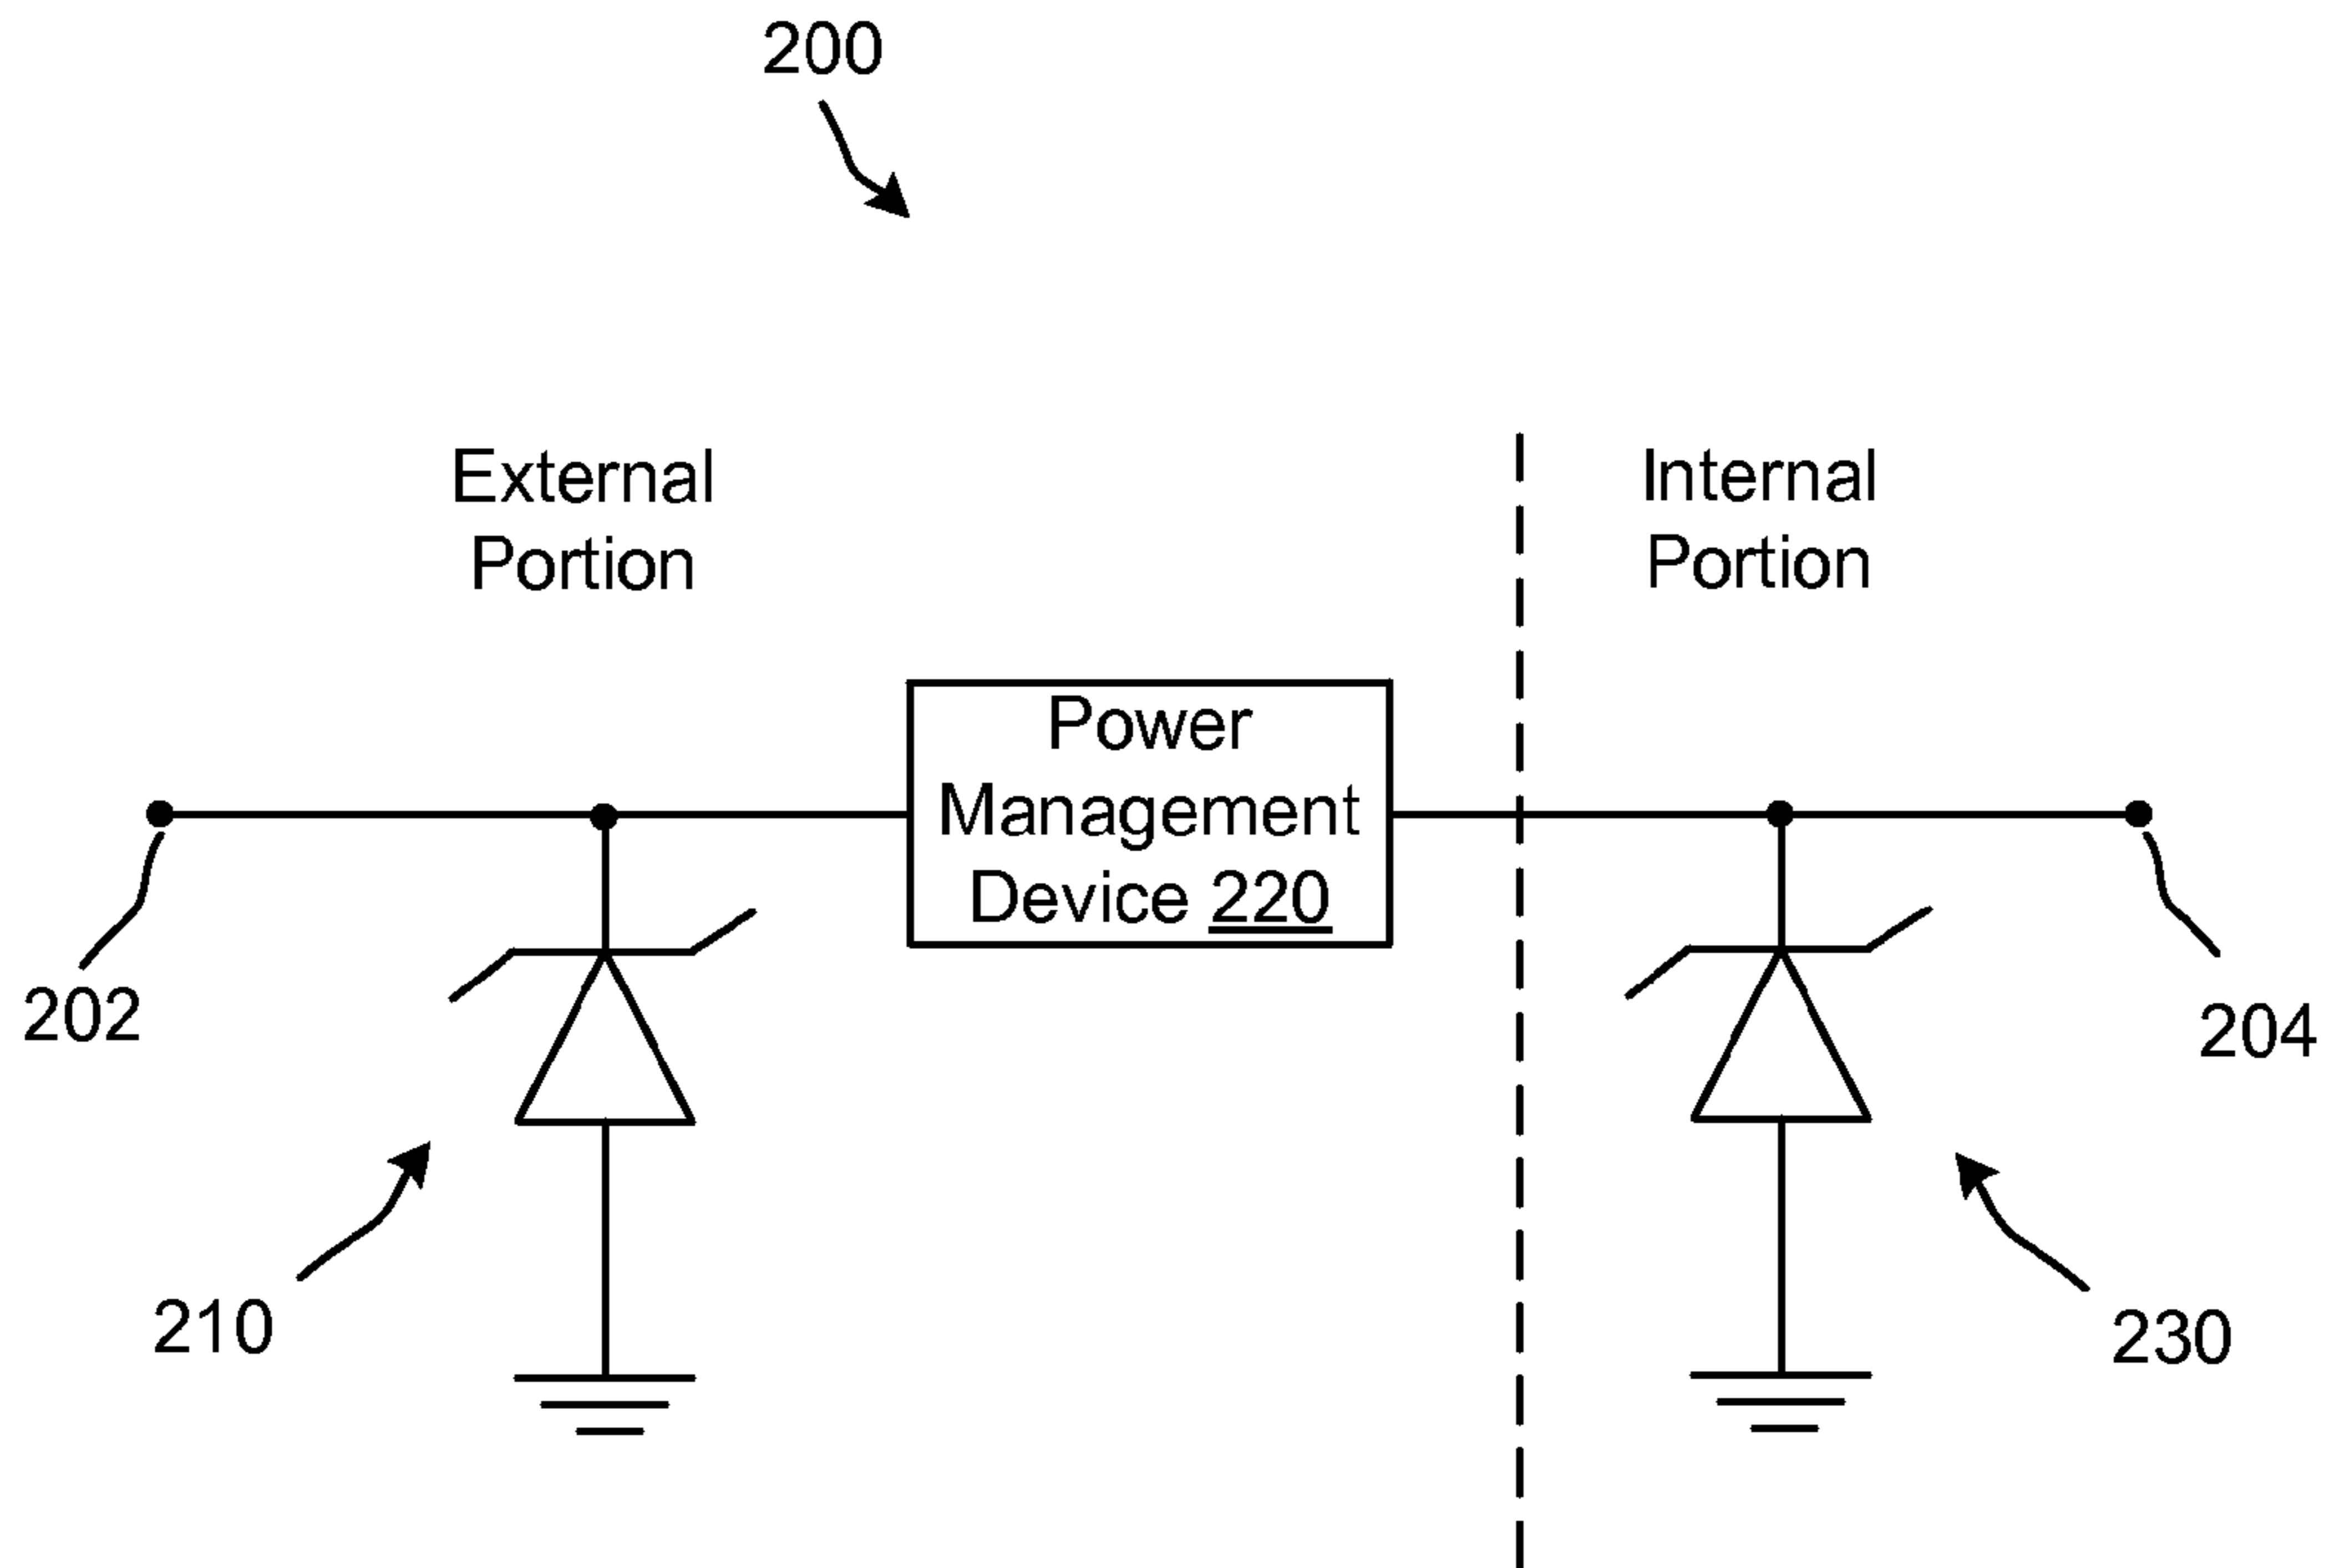 200
External
Portion
Internal
Portion
Power
Management
Device 220
202
204
210
230